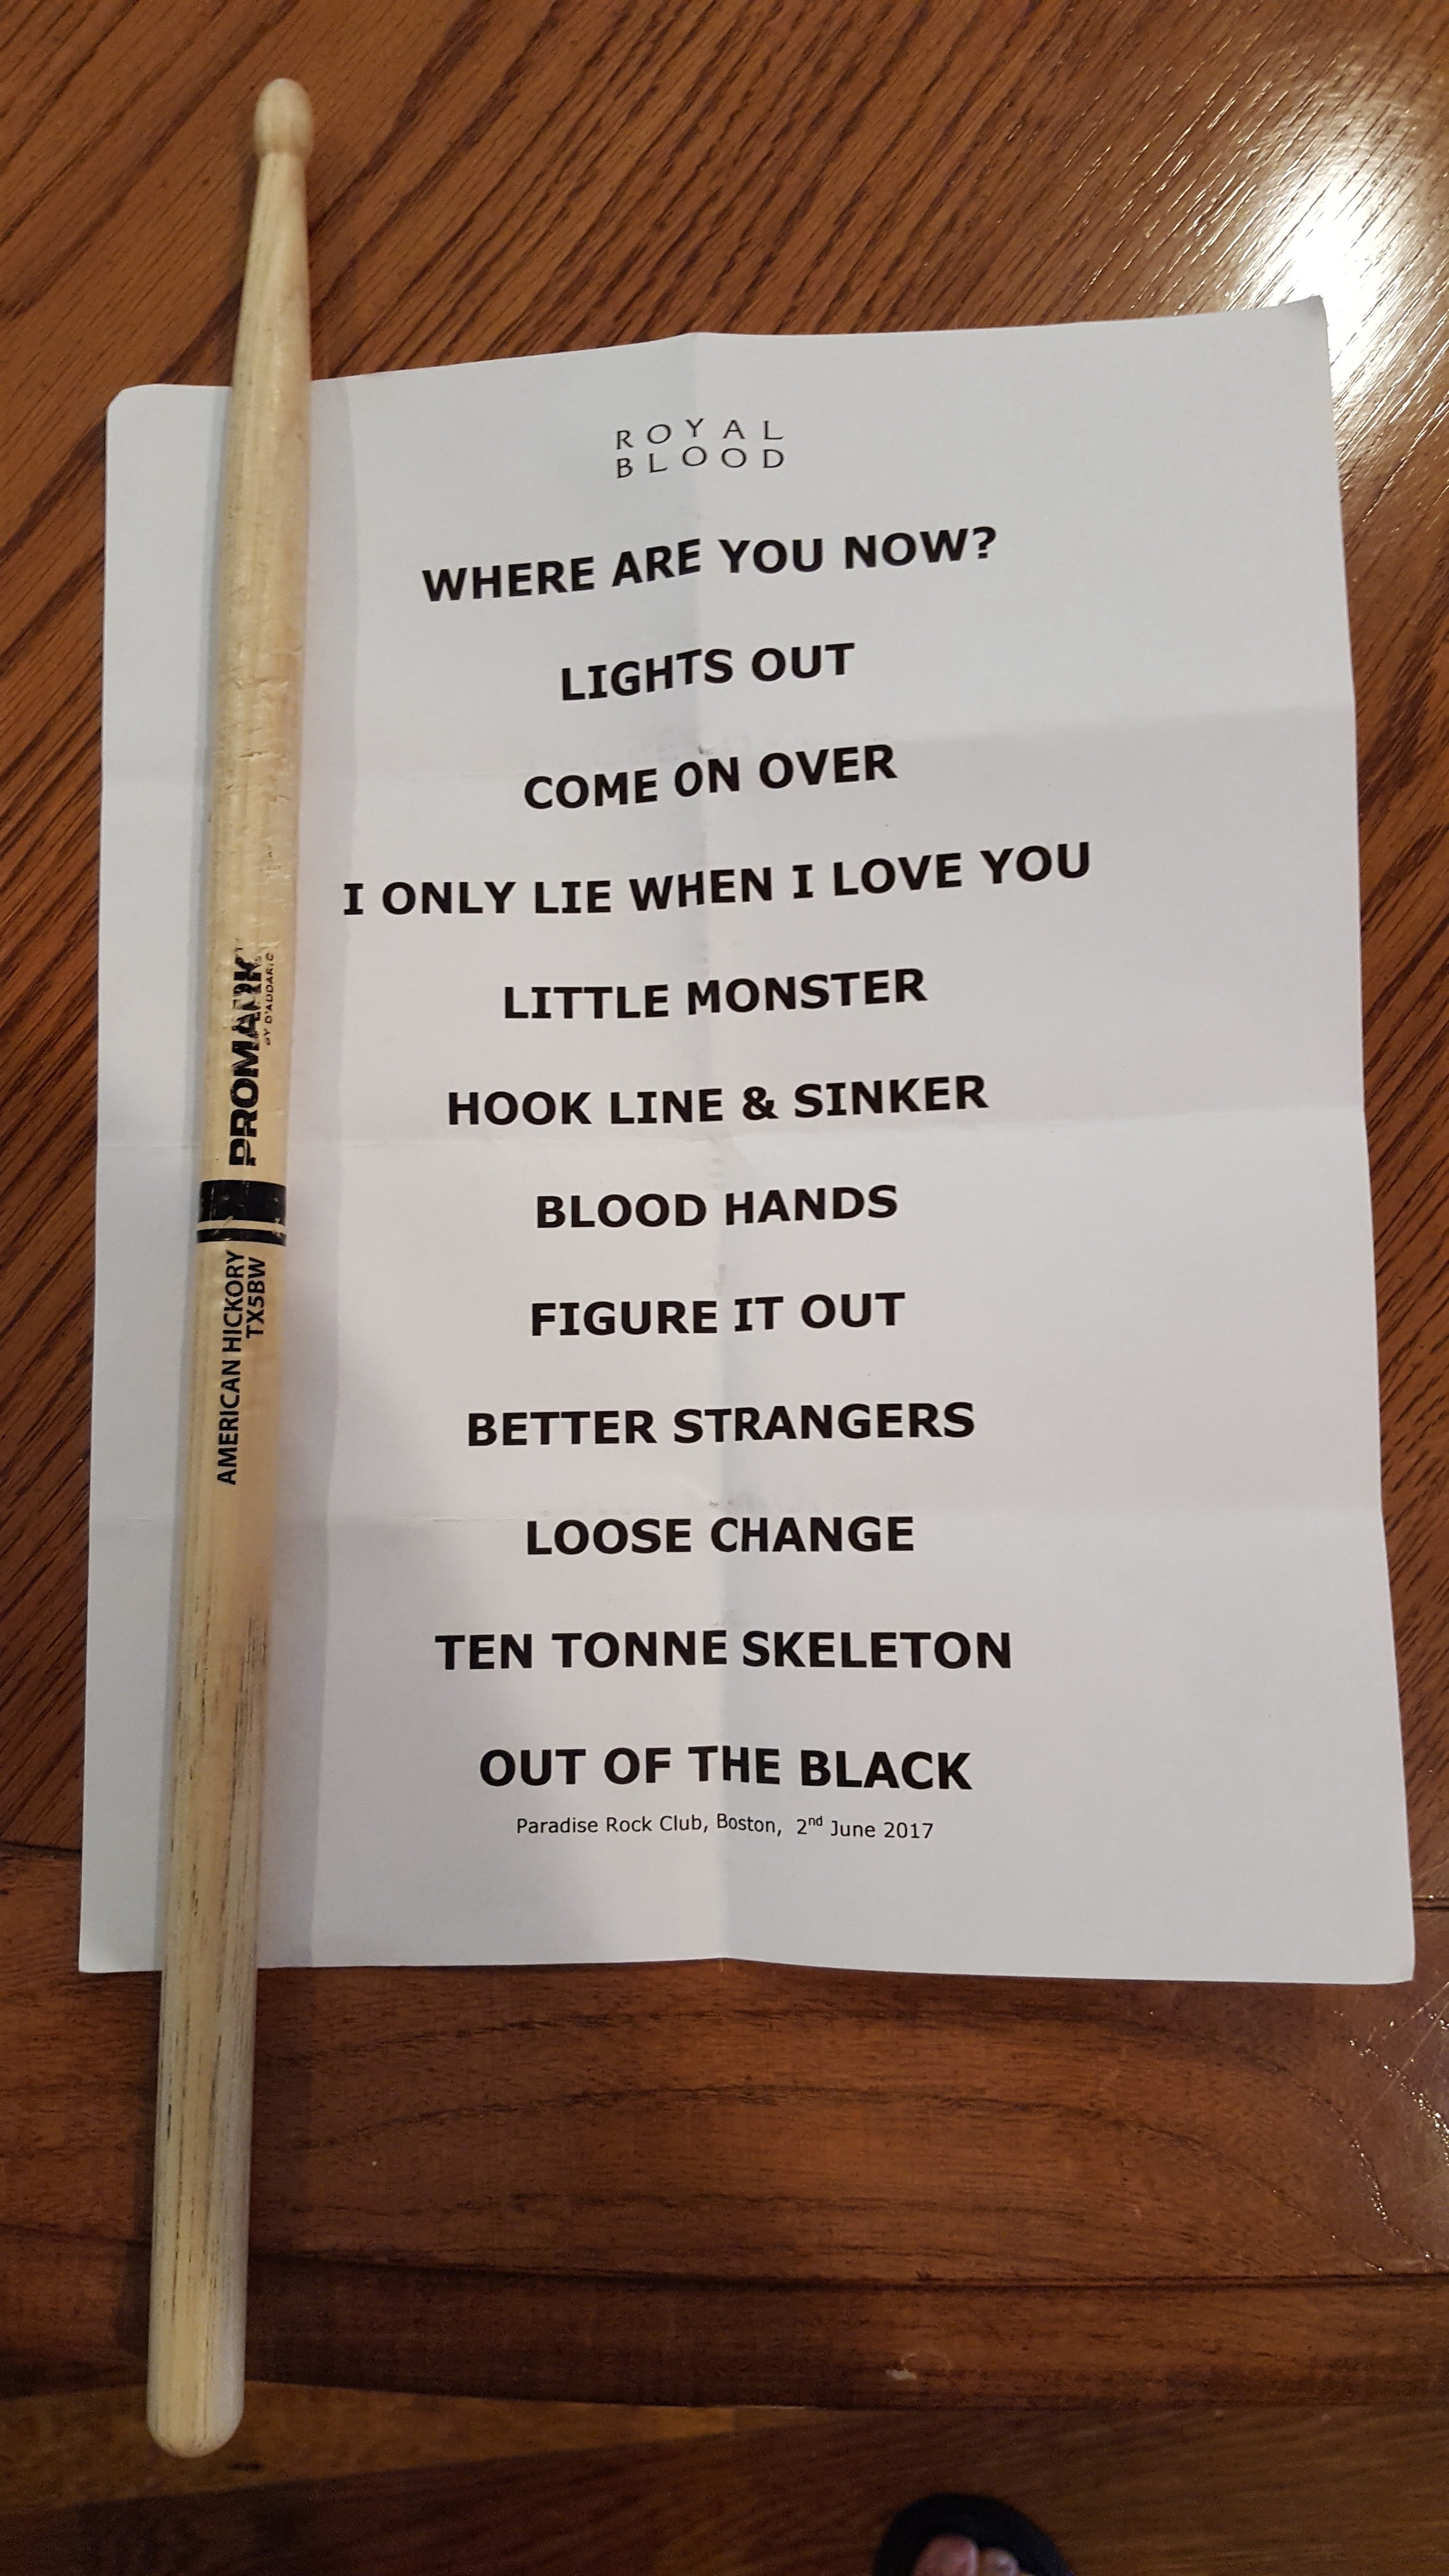 ROYAL
BLOOD
WHERE ARE YOU NOW?
LIGHTS OUT
COME ON OVER
I ONLY LIE WHEN I LOVE YOU
LITTLE MONSTER
HOOK LINE & SINKER
BLOOD HANDS
FIGURE IT OUT
BETTER STRANGERS
LOOSE CHANGE
TEN TONNE SKELETON
OUT OF THE BLACK
Paradise Rock Club, Boston, 2nd June 2017
PROMARK
BY D'ADDARIO
AMERICAN HICKORY
TX5BW